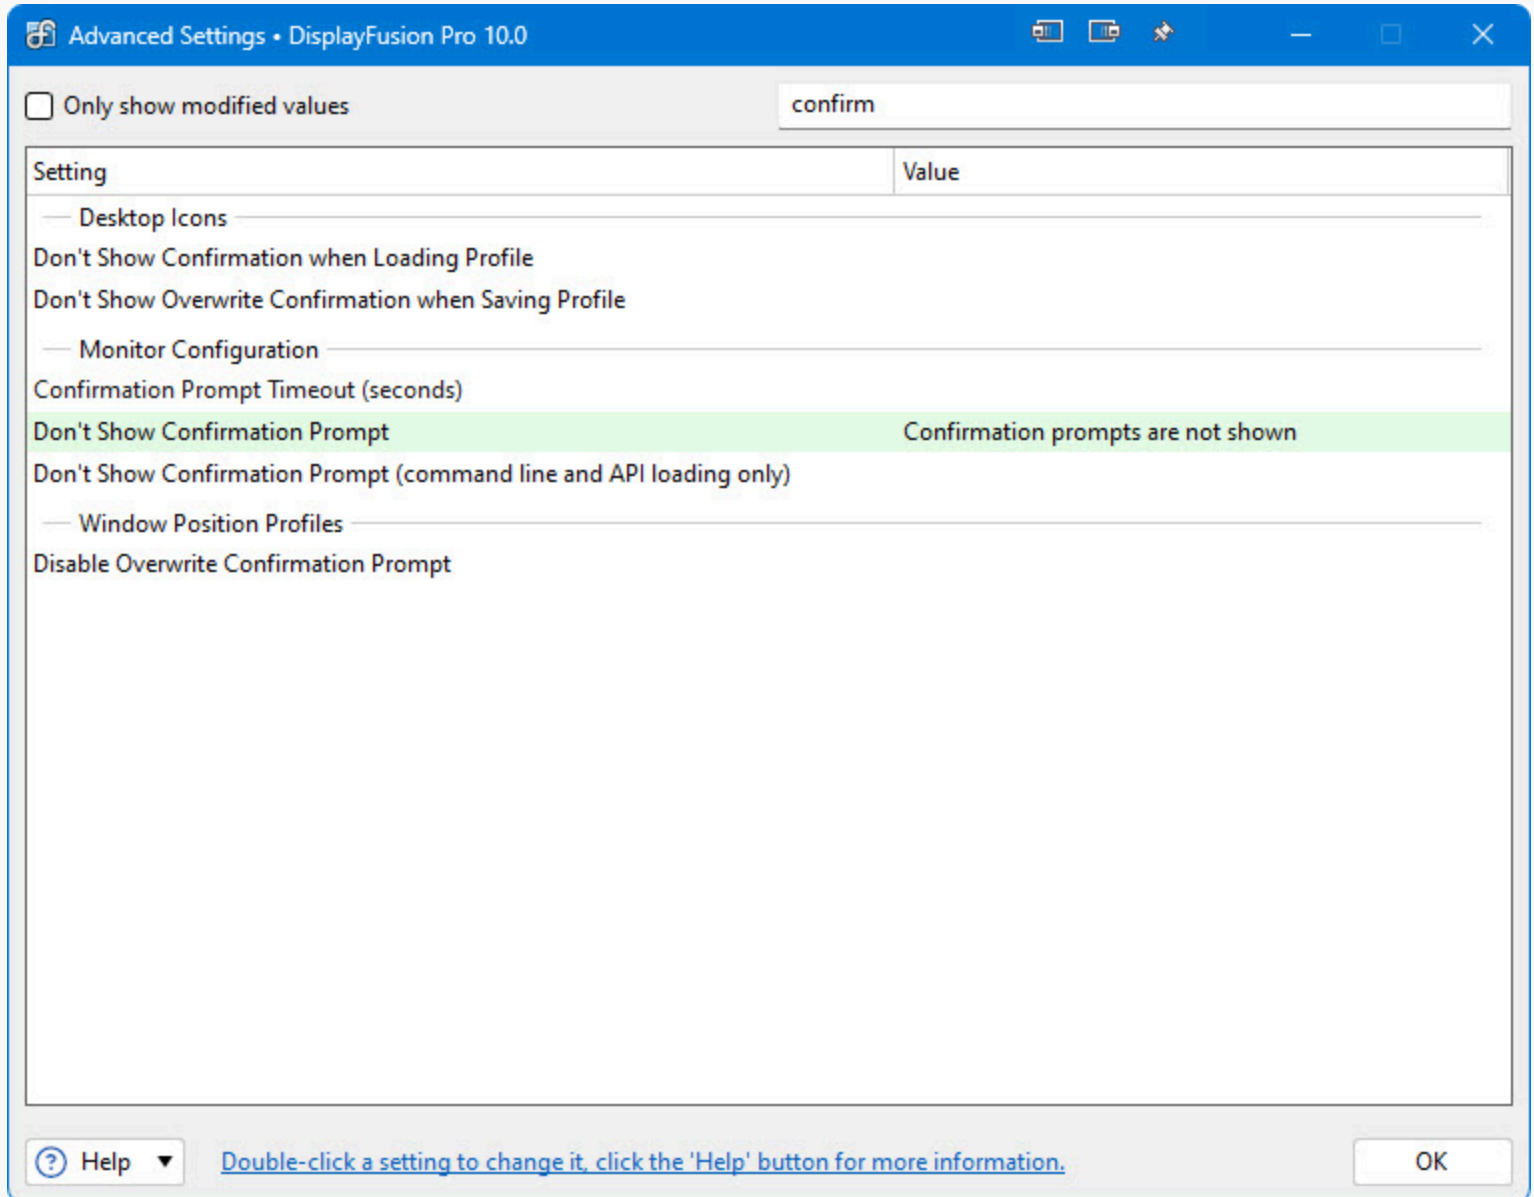 Advanced Settings • DisplayFusion Pro 10.0
Only show modified values
confirm
Setting Value
Desktop Icons
Don't Show Confirmation when Loading Profile
Don't Show Overwrite Confirmation when Saving Profile
Monitor Configuration
Confirmation Prompt Timeout (seconds)
Don't Show Confirmation Prompt Confirmation prompts are not shown
Don't Show Confirmation Prompt (command line and API loading only)
Window Position Profiles
Disable Overwrite Confirmation Prompt
? Help Double-click a setting to change it, click the 'Help' button for more information. OK